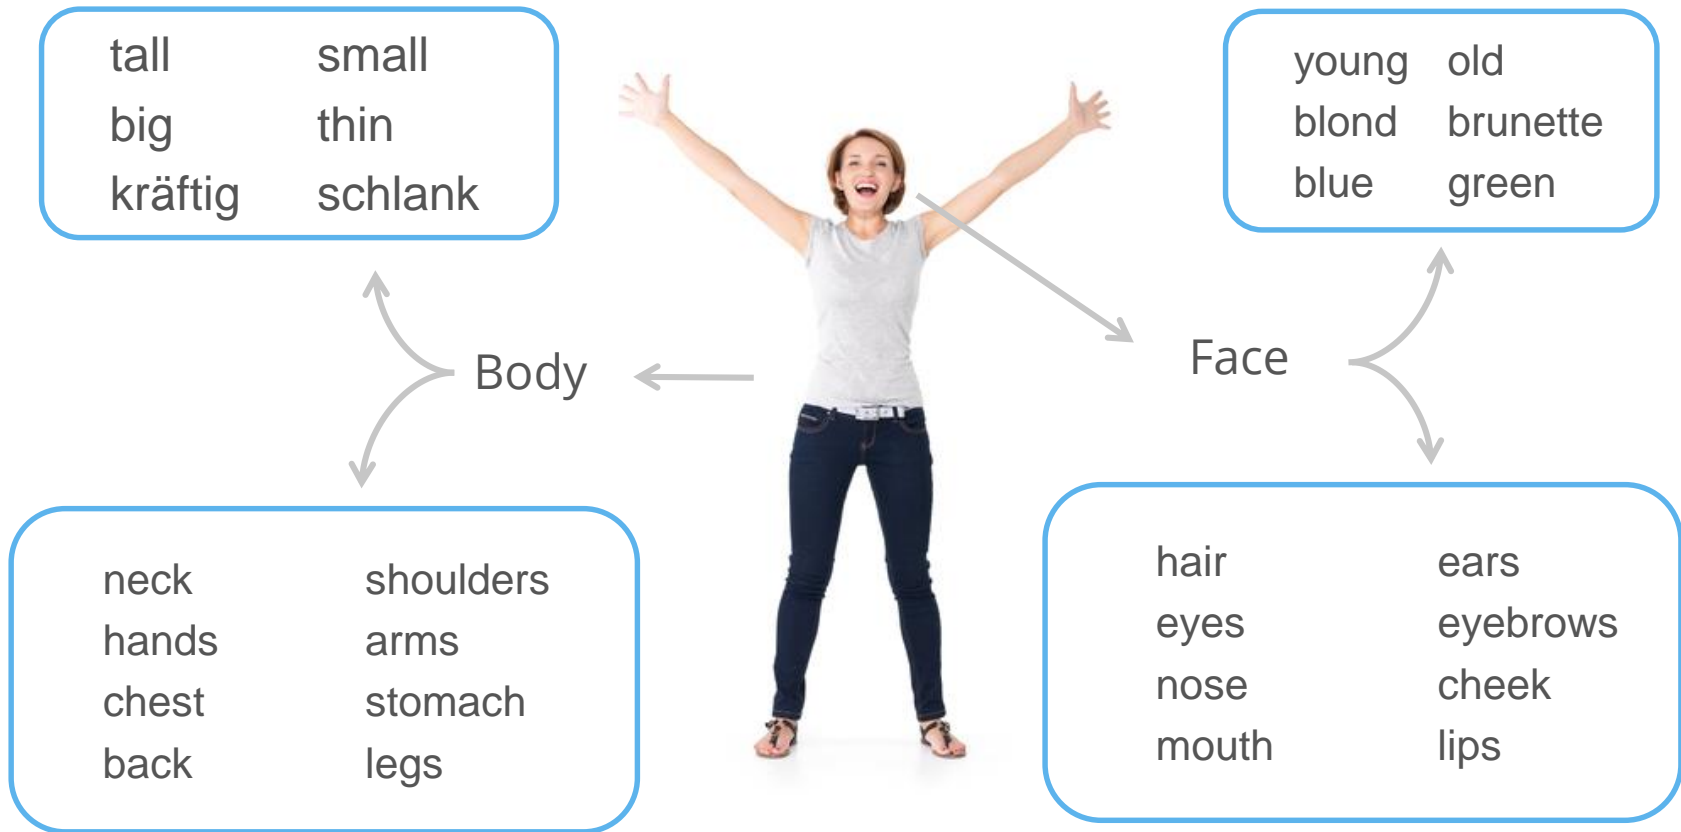 tall small
big thin
kräftig schlank
young old
blond brunette
blue green
Body
Face
neck shoulders
hands arms
chest stomach
back legs
hair ears
eyes eyebrows
nose cheek
mouth lips